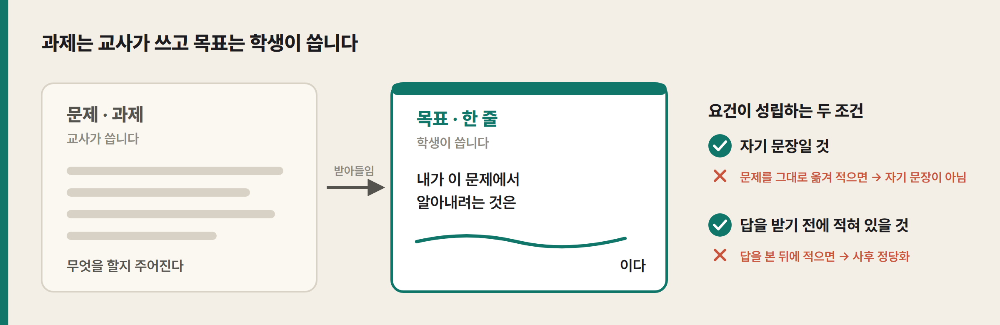 과제는 교사가 쓰고 목표는 학생이 씁니다
문제 · 과제
교사가 씁니다
무엇을 할지 주어진다
받아들임
목표 · 한 줄
학생이 씁니다
내가 이 문제에서
알아내려는 것은
이다
요건이 성립하는 두 조건
자기 문장일 것
문제를 그대로 옮겨 적으면 → 자기 문장이 아님
답을 받기 전에 적혀 있을 것
답을 본 뒤에 적으면 → 사후 정당화